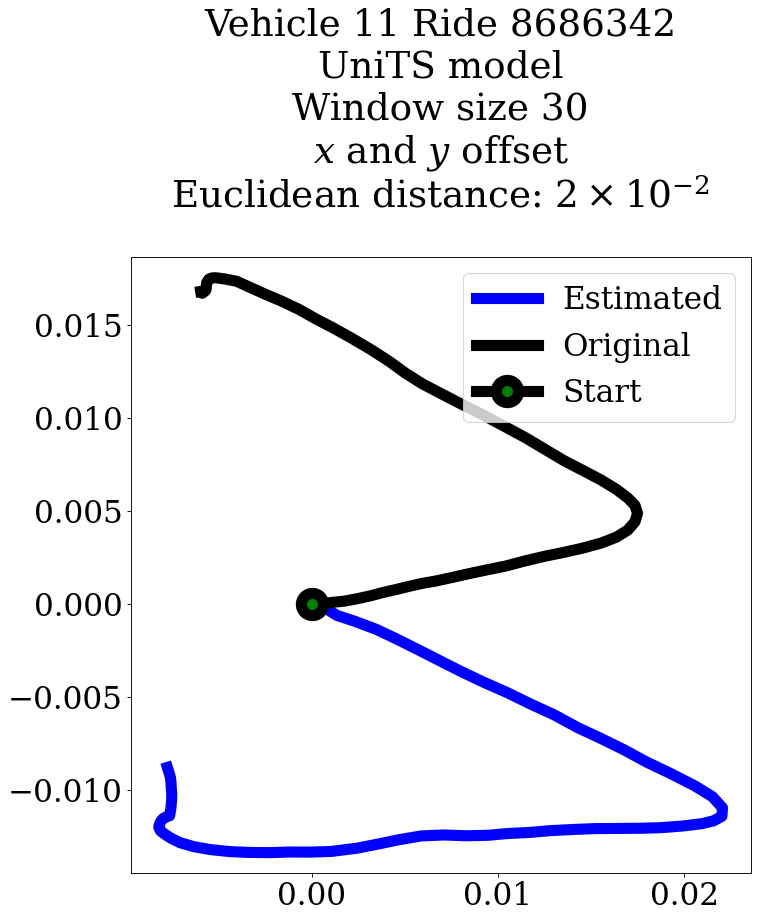 Vehicle 11 Ride 8686342
UniTS model
Window size 30
x and y offset
Euclidean distance: 2 × 10⁻²
Estimated
Original
Start
0.015
0.010
0.005
0.000
−0.005
−0.010
0.00 0.01 0.02